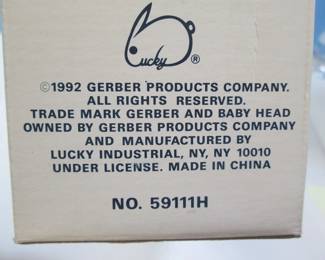 Lucky ®
©1992 GERBER PRODUCTS COMPANY.
ALL RIGHTS RESERVED.
TRADE MARK GERBER AND BABY HEAD
OWNED BY GERBER PRODUCTS COMPANY
AND MANUFACTURED BY
LUCKY INDUSTRIAL, NY, NY 10010
UNDER LICENSE. MADE IN CHINA
NO. 59111H